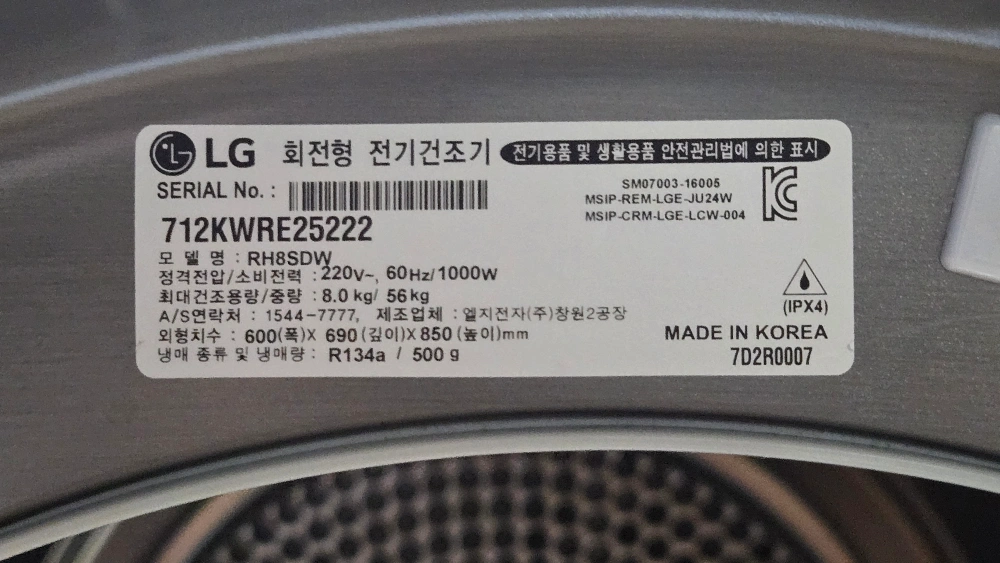 LG 회전형 전기건조기 전기용품 및 생활용품 안전관리법에 의한 표시
SERIAL No. :
712KWRE25222
SM07003-16005
MSIP-REM-LGE-JU24W
MSIP-CRM-LGE-LCW-004
모 델 명 : RH8SDW
정격전압/소비전력 : 220V~, 60Hz/1000W
최대건조용량/중량 : 8.0 kg/ 56kg
A/S연락처 : 1544-7777, 제조업체 : 엘지전자(주)창원2공장
외형치수 : 600(폭)X 690(깊이)X 850(높이)mm
냉매 종류 및 냉매량 : R134a / 500 g
(IPX4)
MADE IN KOREA
7D2R0007